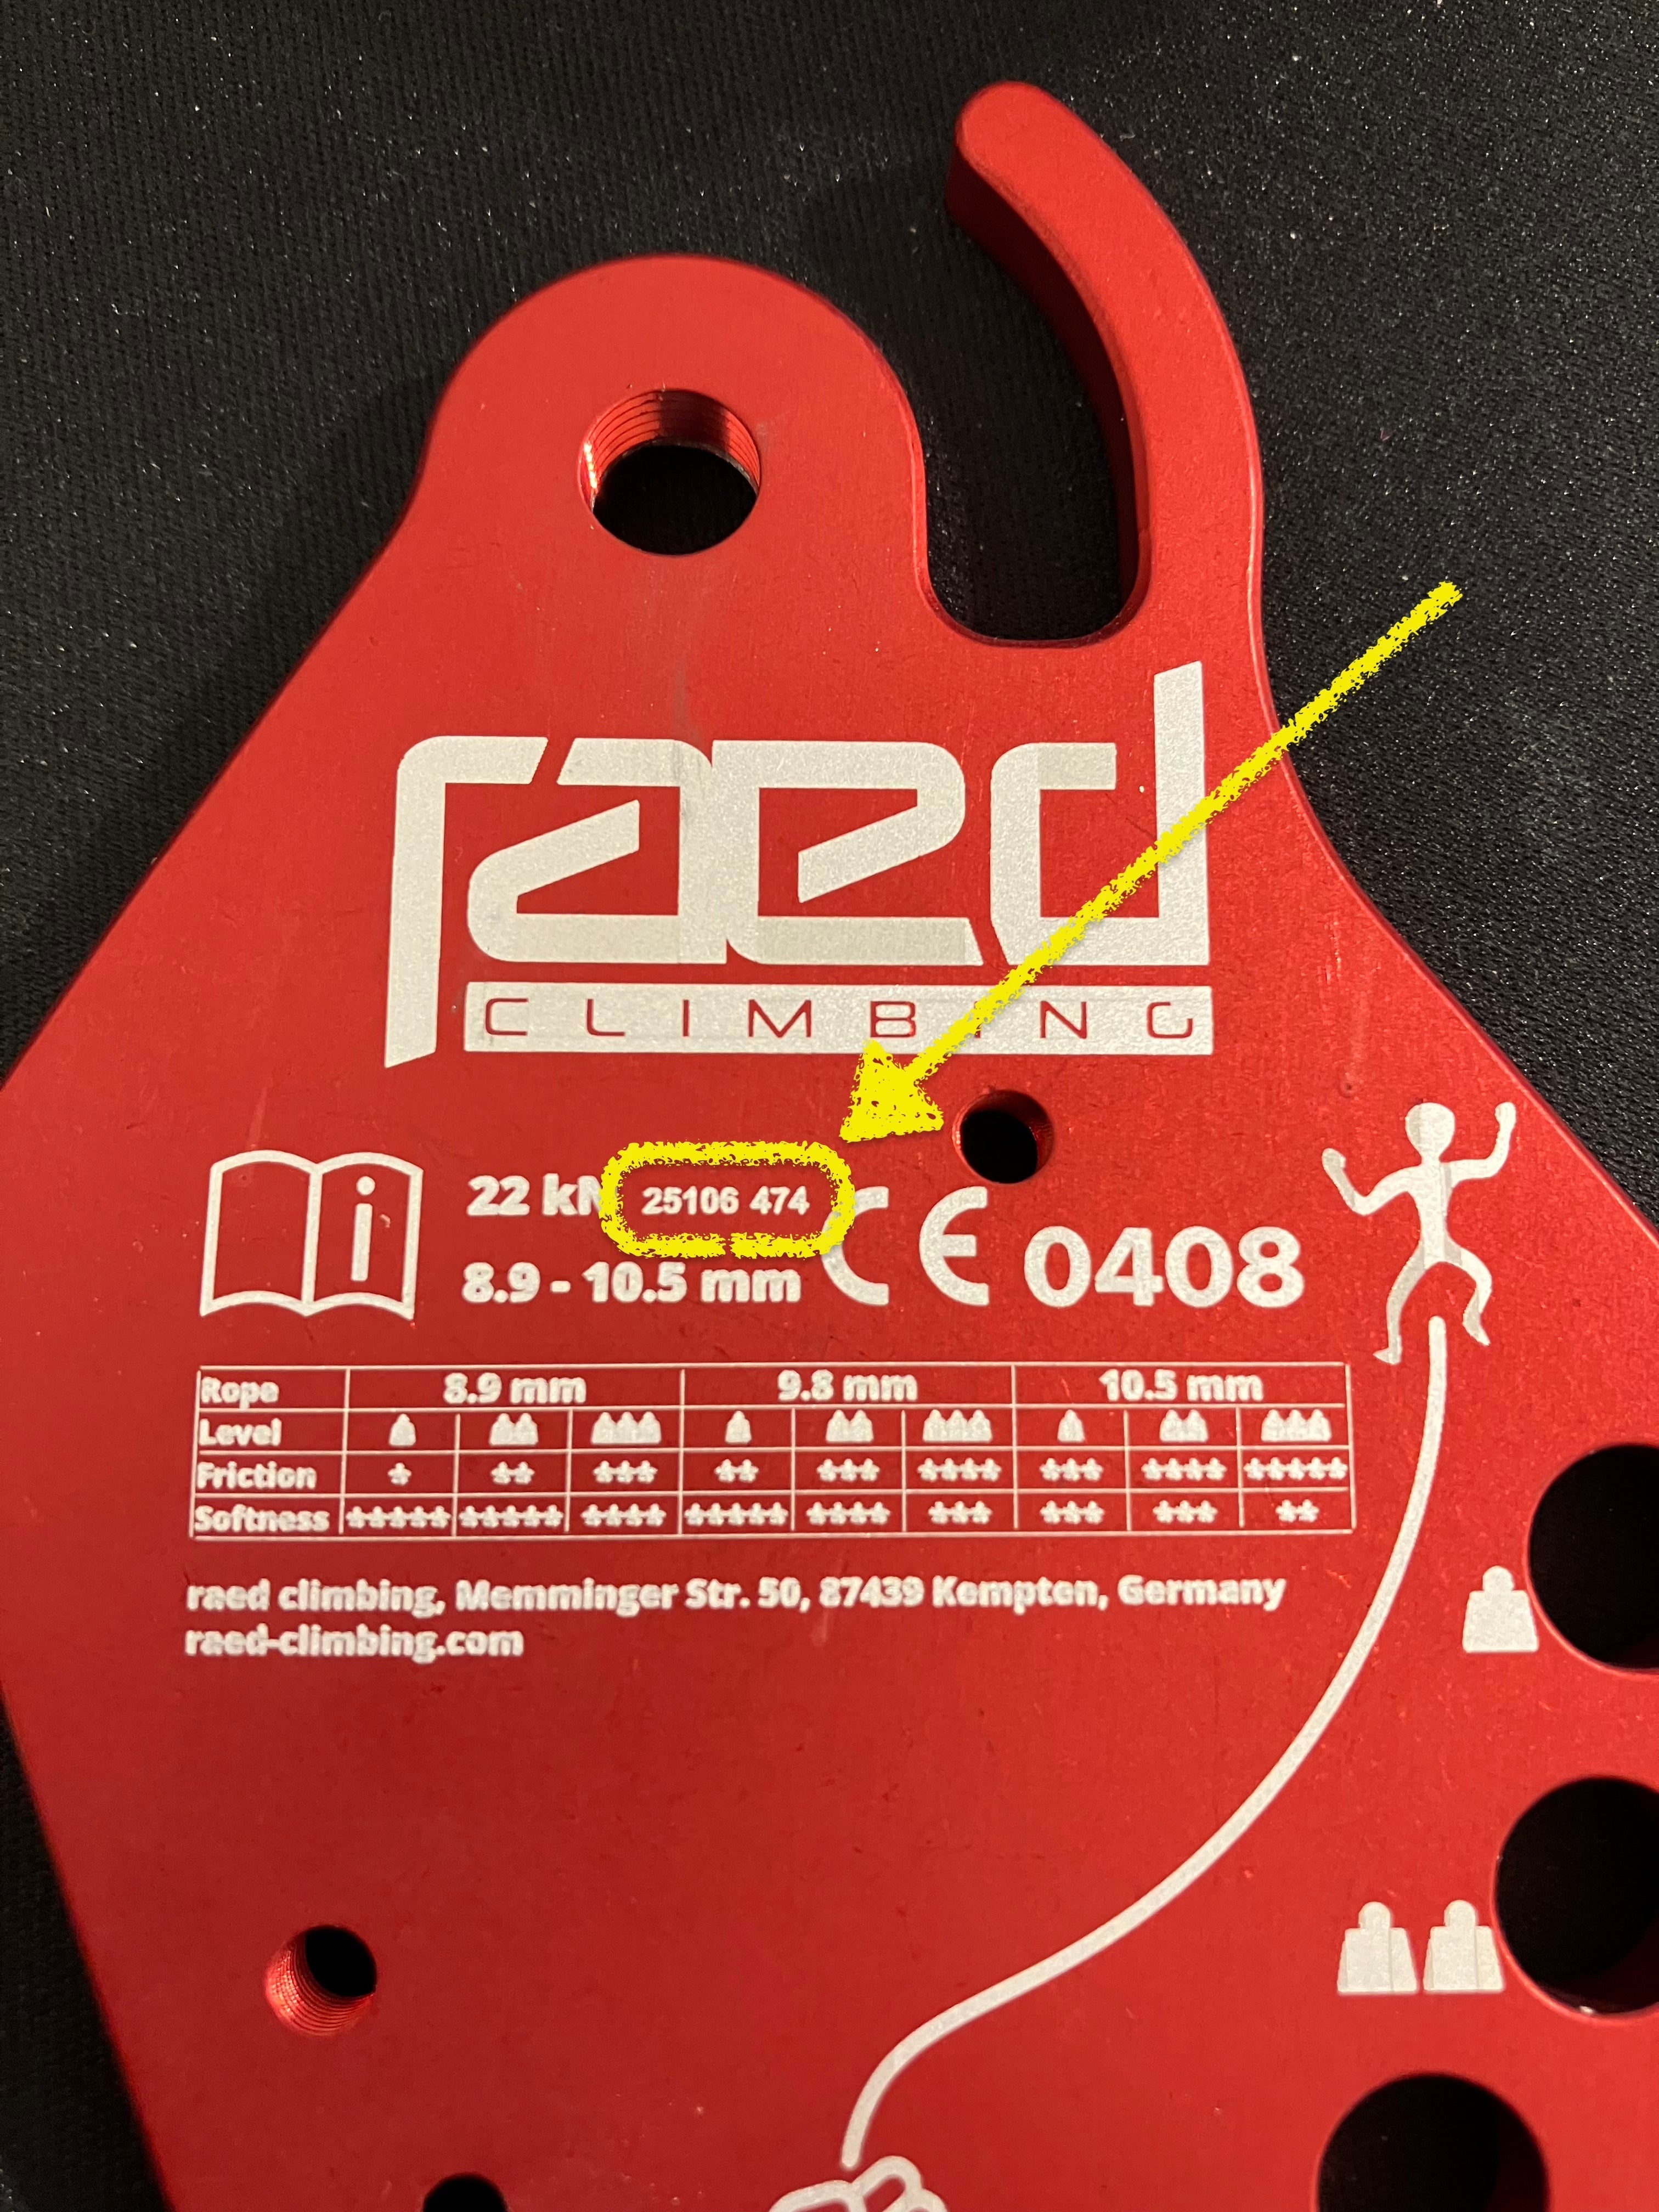 raed
CLIMBING
i 22 kN 25106 474 CE 0408
8.9 - 10.5 mm
Rope 8.9 mm 9.8 mm 10.5 mm
Level
Friction * ** *** ** *** **** *** **** *****
Softness ***** ***** **** ***** **** *** *** *** **
raed climbing, Memminger Str. 50, 87439 Kempten, Germany
raed-climbing.com